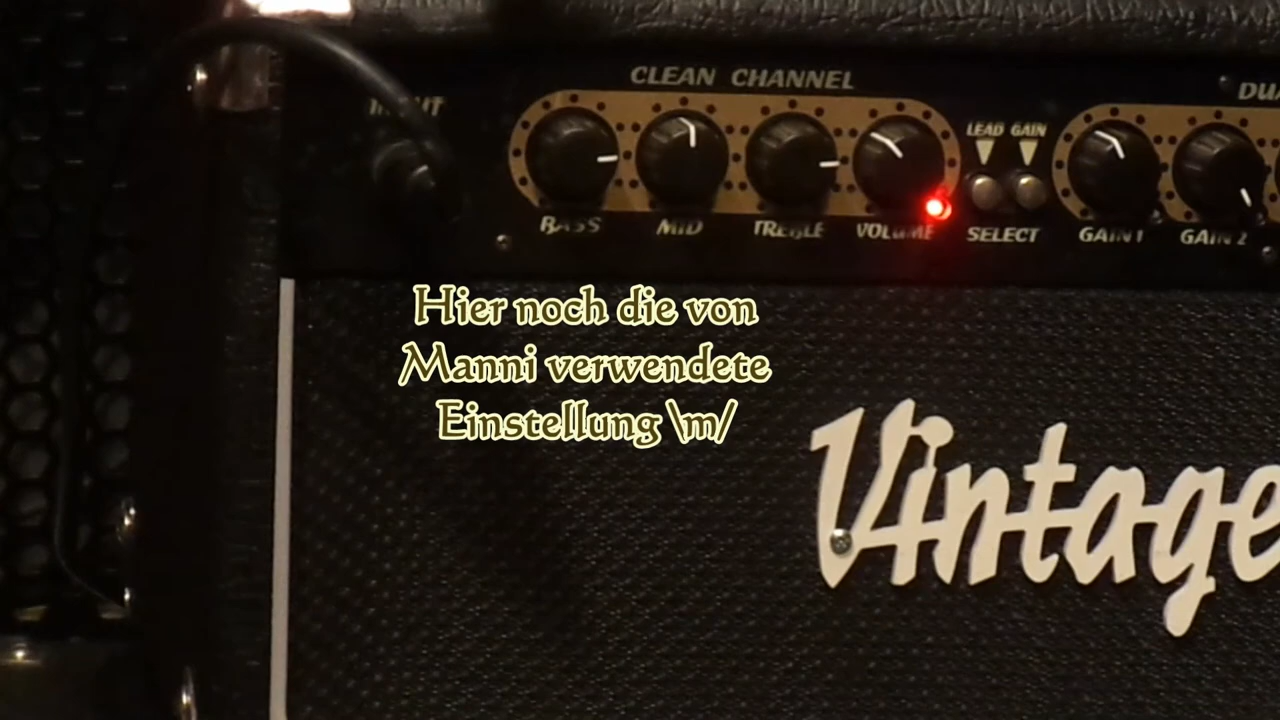 CLEAN CHANNEL
INPUT
LEAD GAIN
BASS MID TREBLE VOLUME SELECT GAIN 1 GAIN 2
Hier noch die von
Manni verwendete
Einstellung \m/
Vintage